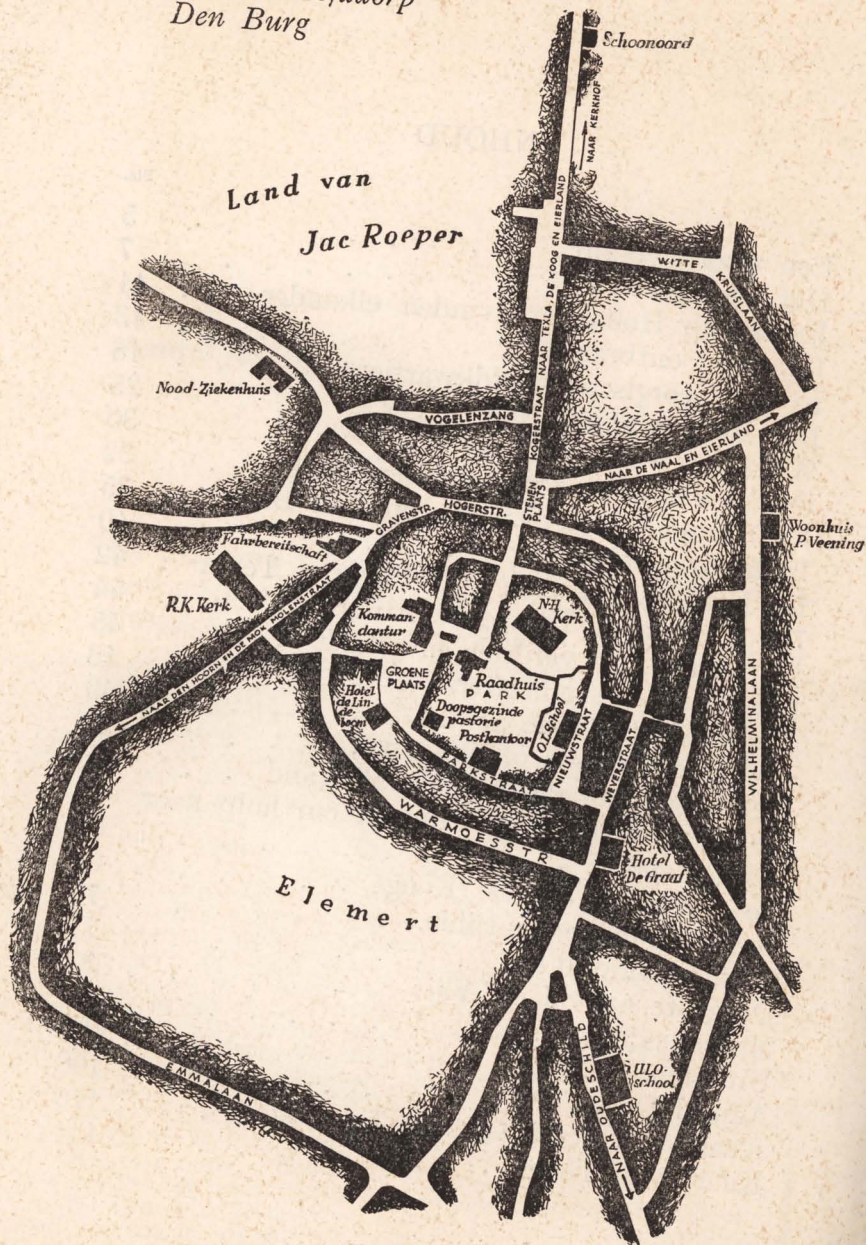 Den Burg
Schoonoord
NAAR KERKHOF
Land van
Jac Roeper
WITTE KRUISLAAN
KOGERSTRAAT NAAR TEXLA, DE KOOG EN EIERLAND
Nood-Ziekenhuis
VOGELENZANG
NAAR DE WAAL EN EIERLAND
STENEN
PLAATS
HOGERSTR.
GRAVENSTR.
Woonhuis
P. Veening
Fahrbereitschaft
R.K. Kerk
MOLENSTRAAT
NAAR DEN HOORN EN DE MOK
Komman-
dantur
N-H
Kerk
GROENE
PLAATS
Raadhuis
PARK
Hotel
de Lin-
de-
boom
Doopsgezinde
pastorie
Postkantoor
O.L. School
NIEUWSTRAAT
WEVERSTRAAT
WILHELMINALAAN
PARKSTRAAT
WARMOESSTR
Hotel
De Graaf
Elemert
EMMALAAN
ULO-
school
NAAR OUDESCHILD